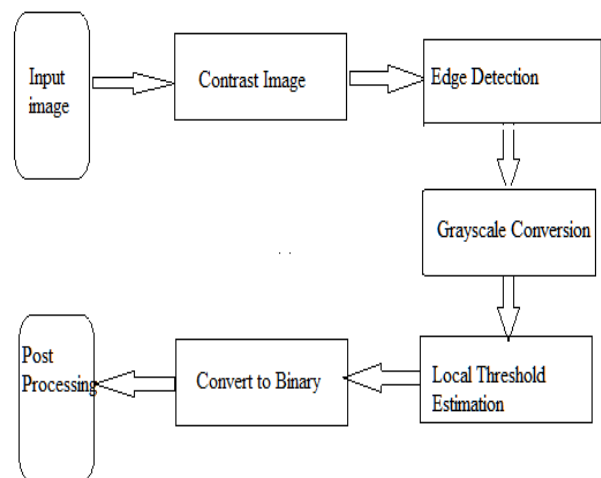 Input
image
Contrast Image
Edge Detection
Grayscale Conversion
Local Threshold
Estimation
Convert to Binary
Post
Processing